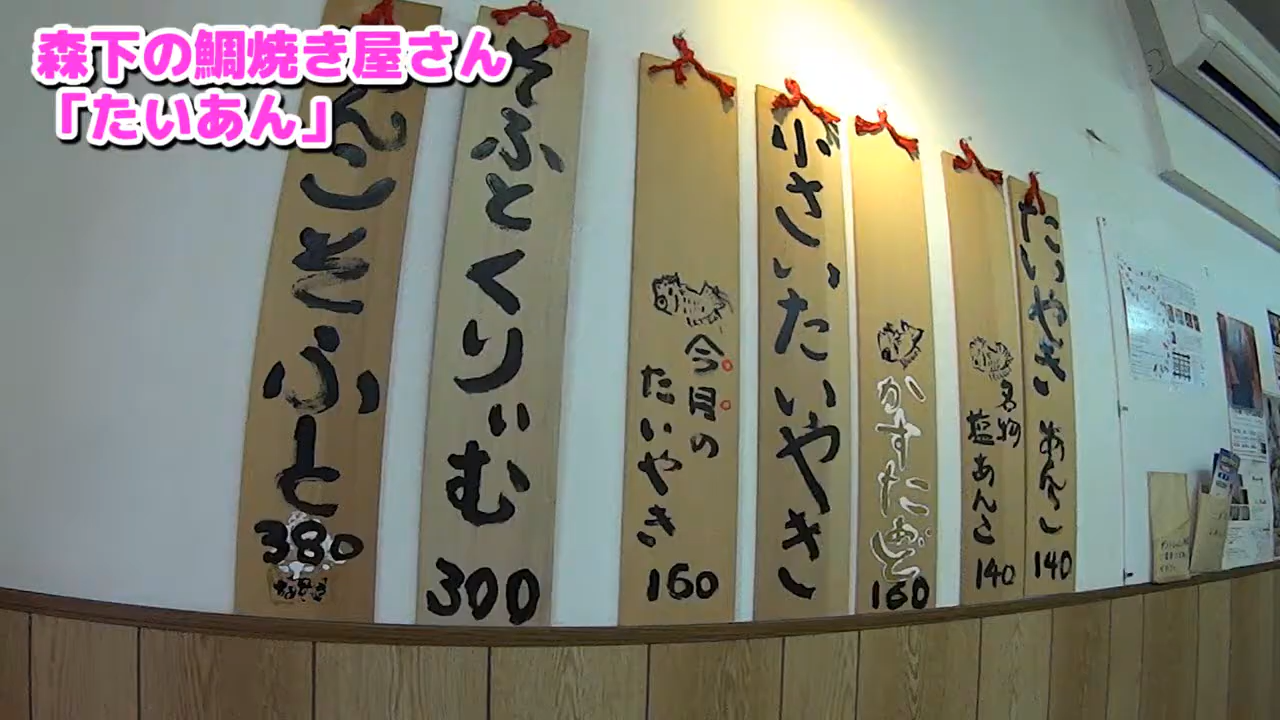 森下の鯛焼き屋さん
「たいあん」
たいやき あんこ
140
名物
塩あんこ
140
かすたあど
160
小さいたいやき
今月の
たいやき
160
そふとくりぃむ
300
んこそふと
380